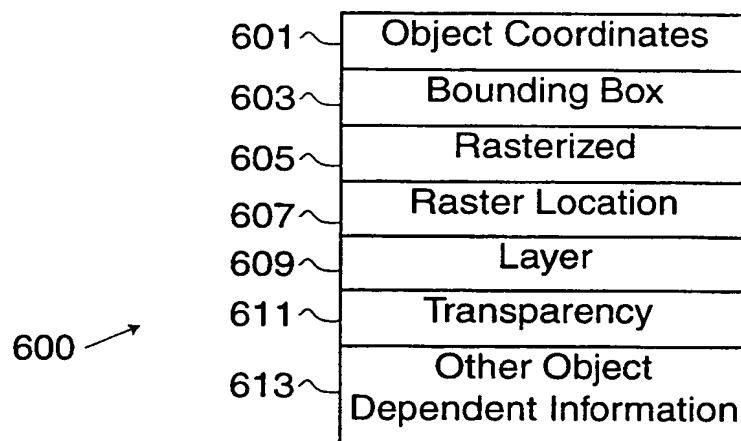 601 Object Coordinates
603 Bounding Box
605 Rasterized
607 Raster Location
609 Layer
611 Transparency
600
613 Other Object
Dependent Information